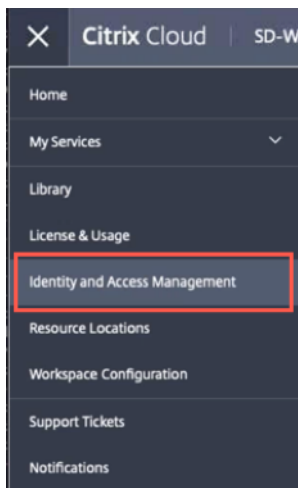 Citrix Cloud SD-W
Home
My Services
Library
License & Usage
Identity and Access Management
Resource Locations
Workspace Configuration
Support Tickets
Notifications